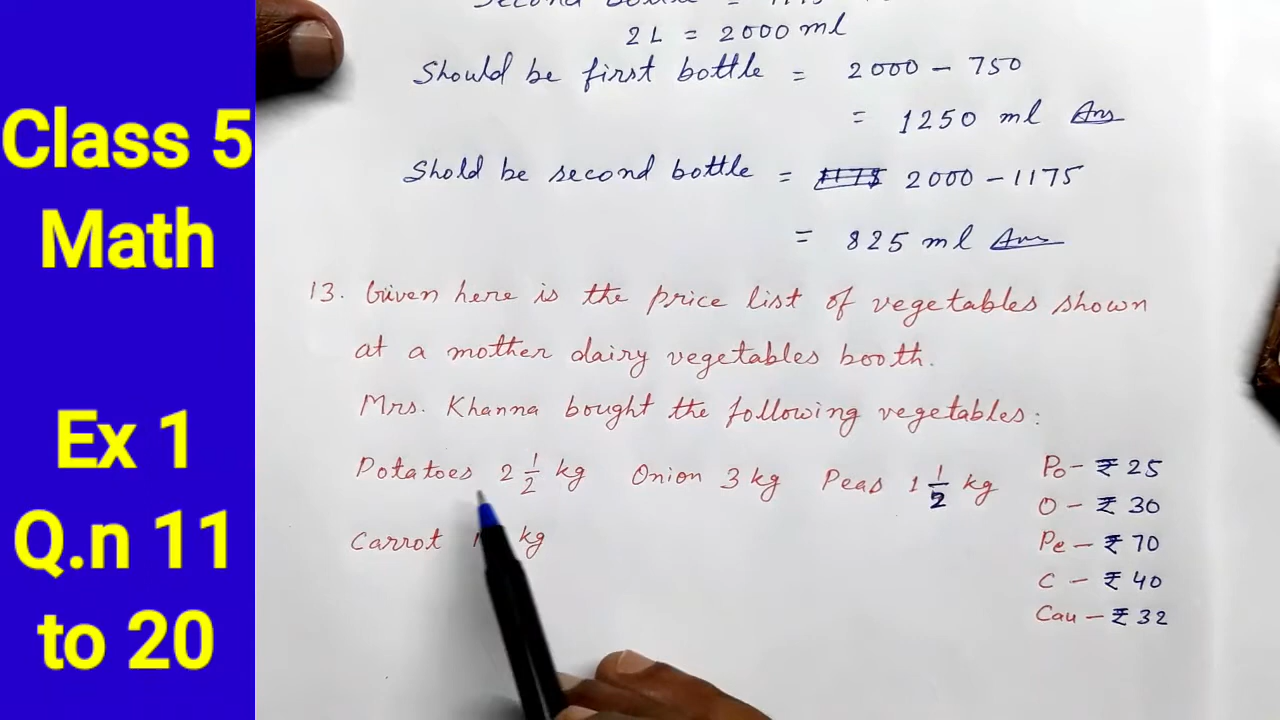 Class 5
Math
Ex 1
Q.n 11
to 20
2 L = 2000 ml
Should be first bottle = 2000 - 750
= 1250 ml Ans
Shold be second bottle = 2000 - 1175
= 825 ml Ans
13. Given here is the price list of vegetables shown
at a mother dairy vegetables booth.
Mrs. Khanna bought the following vegetables:
Potatoes 2 1/2 kg Onion 3 kg Peas 1 1/2 kg
Carrot kg
Po - ₹ 25
O - ₹ 30
Pe - ₹ 70
C - ₹ 40
Cau - ₹ 32